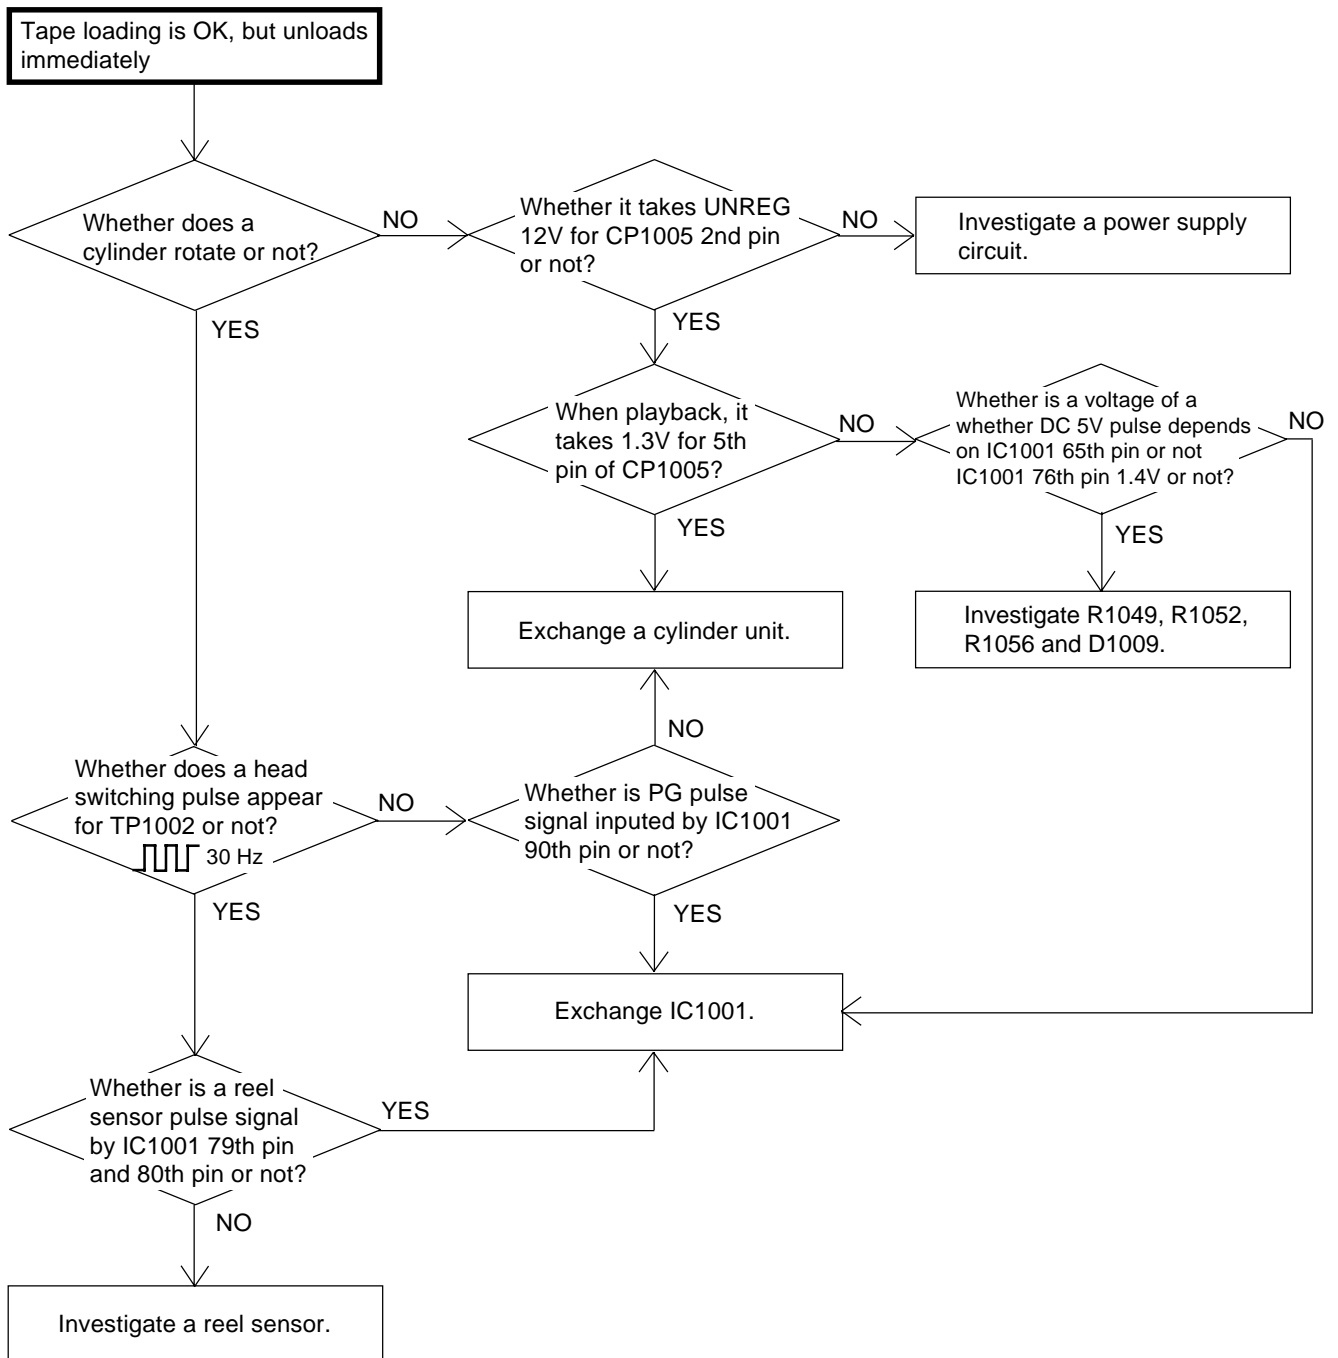 Tape loading is OK, but unloads
immediately
Whether does a
cylinder rotate or not?
NO
Whether it takes UNREG
12V for CP1005 2nd pin
or not?
NO
Investigate a power supply
circuit.
YES
YES
When playback, it
takes 1.3V for 5th
pin of CP1005?
NO
Whether is a voltage of a
whether DC 5V pulse depends
on IC1001 65th pin or not
IC1001 76th pin 1.4V or not?
NO
YES
YES
Exchange a cylinder unit.
Investigate R1049, R1052,
R1056 and D1009.
NO
Whether does a head
switching pulse appear
for TP1002 or not?
30 Hz
NO
Whether is PG pulse
signal inputed by IC1001
90th pin or not?
YES
YES
Exchange IC1001.
Whether is a reel
sensor pulse signal
by IC1001 79th pin
and 80th pin or not?
YES
NO
Investigate a reel sensor.